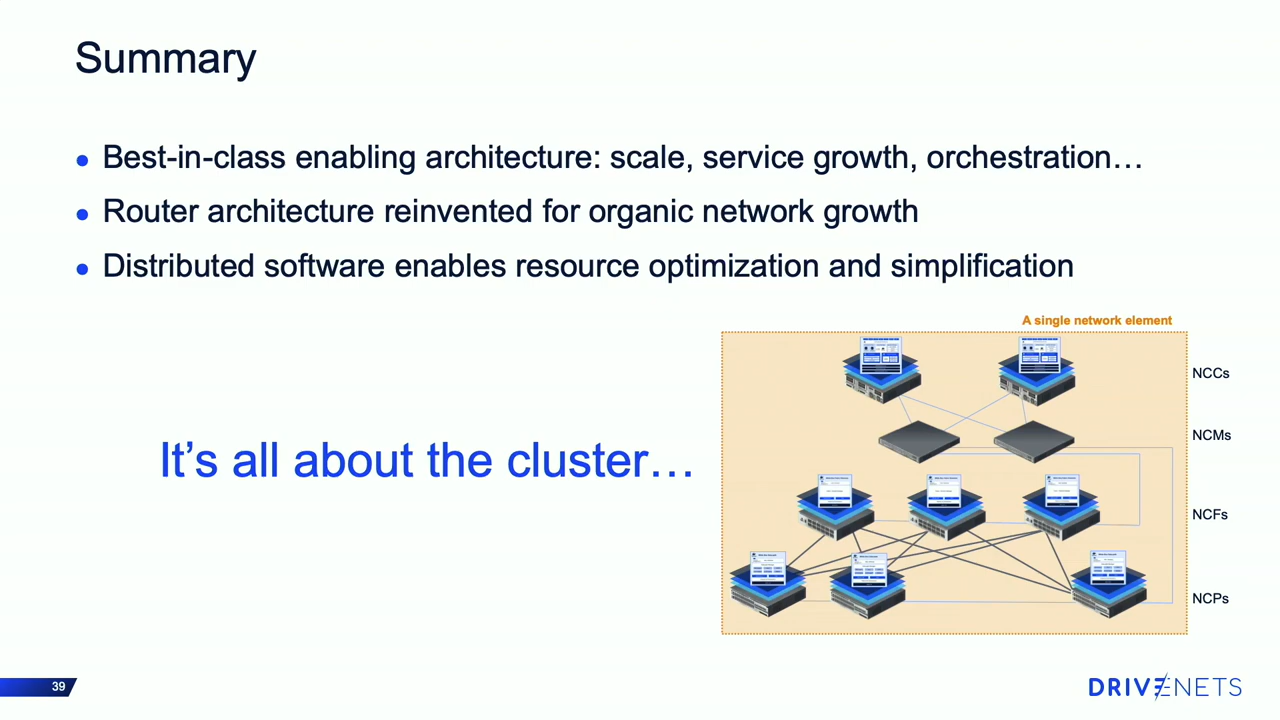 Summary
Best-in-class enabling architecture: scale, service growth, orchestration…
Router architecture reinvented for organic network growth
Distributed software enables resource optimization and simplification
A single network element
NCCs
NCMs
It’s all about the cluster…
NCFs
NCPs
39
DRIVENETS